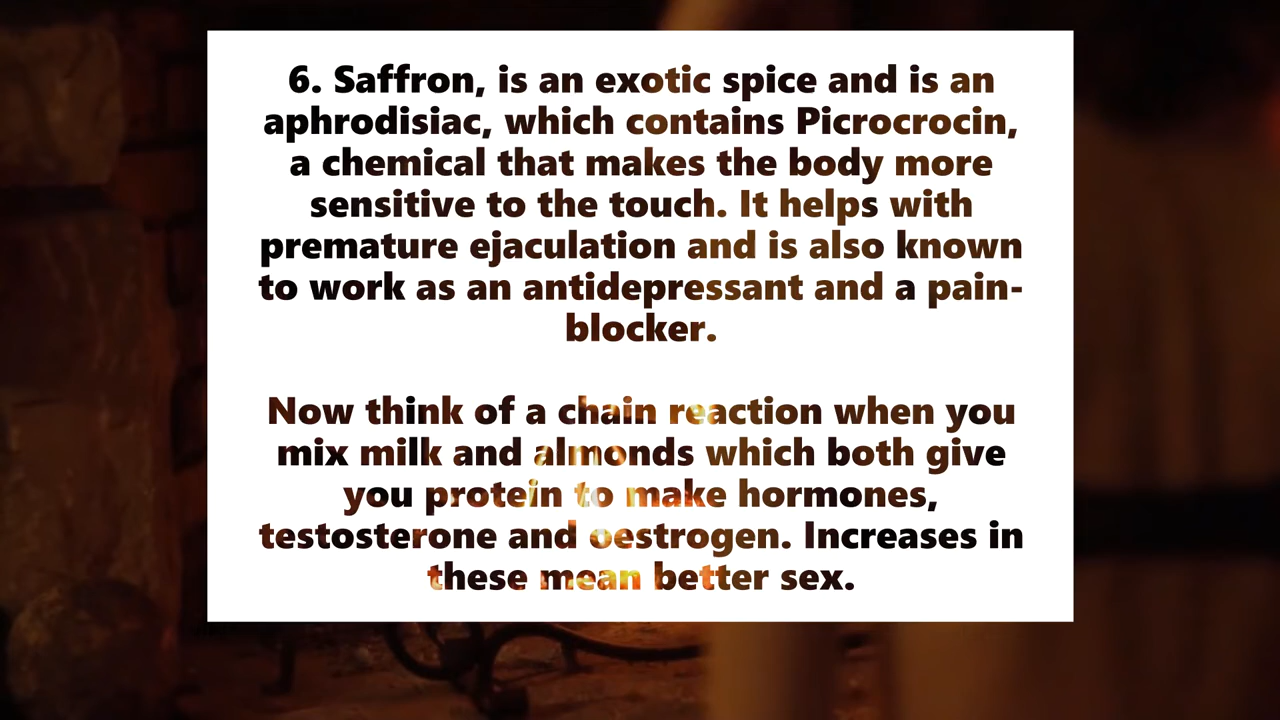 6. Saffron, is an exotic spice and is an
aphrodisiac, which contains Picrocrocin,
a chemical that makes the body more
sensitive to the touch. It helps with
premature ejaculation and is also known
to work as an antidepressant and a pain-
blocker.
Now think of a chain reaction when you
mix milk and almonds which both give
you protein to make hormones,
testosterone and oestrogen. Increases in
these mean better sex.